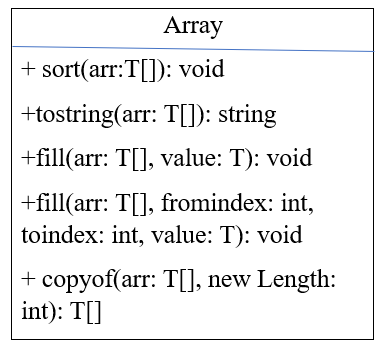 Array
+ sort(arr:T[]): void
+tostring(arr: T[]): string
+fill(arr: T[], value: T): void
+fill(arr: T[], fromindex: int,
toindex: int, value: T): void
+ copyof(arr: T[], new Length:
int): T[]